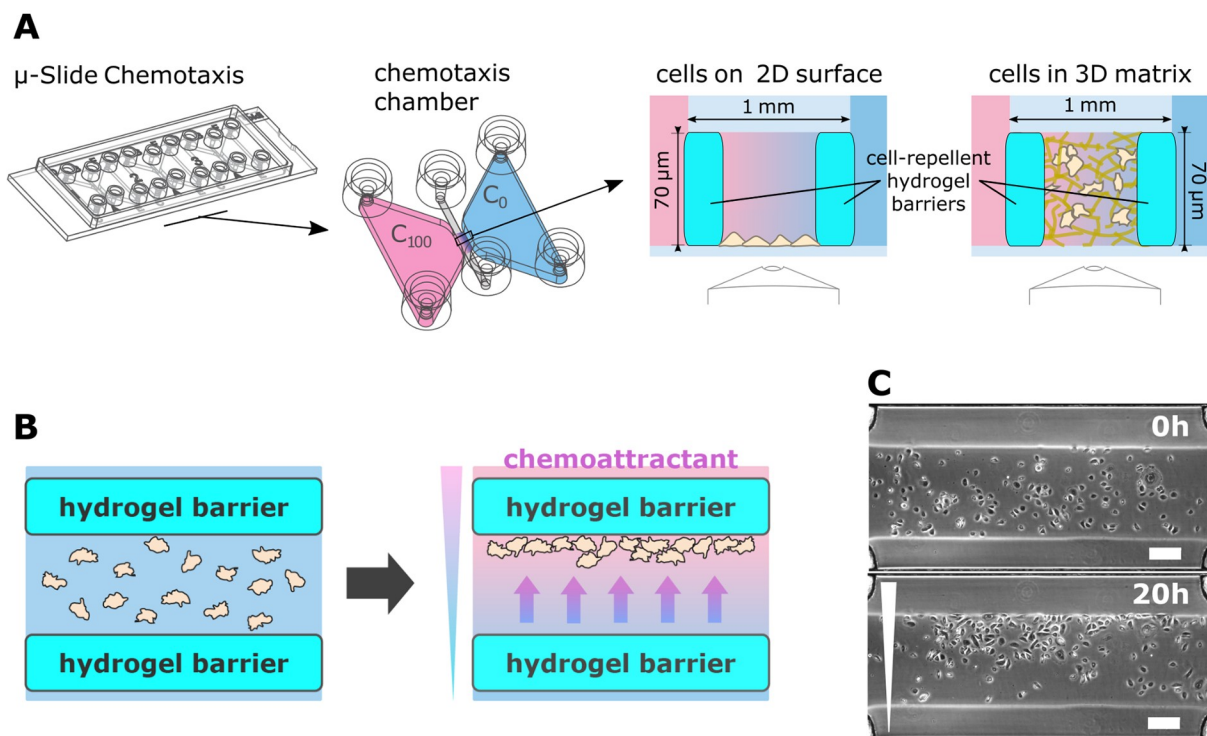 A
µ-Slide Chemotaxis
chemotaxis
chamber
C100
C0
cells on 2D surface
1 mm
70 µm
cell-repellent
hydrogel
barriers
cells in 3D matrix
1 mm
70 µm
B
hydrogel barrier
hydrogel barrier
chemoattractant
hydrogel barrier
hydrogel barrier
C
0h
20h